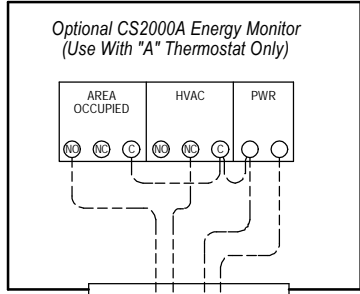 Optional CS2000A Energy Monitor
(Use With "A" Thermostat Only)
AREA
OCCUPIED
HVAC
PWR
NO NC C NO NC C